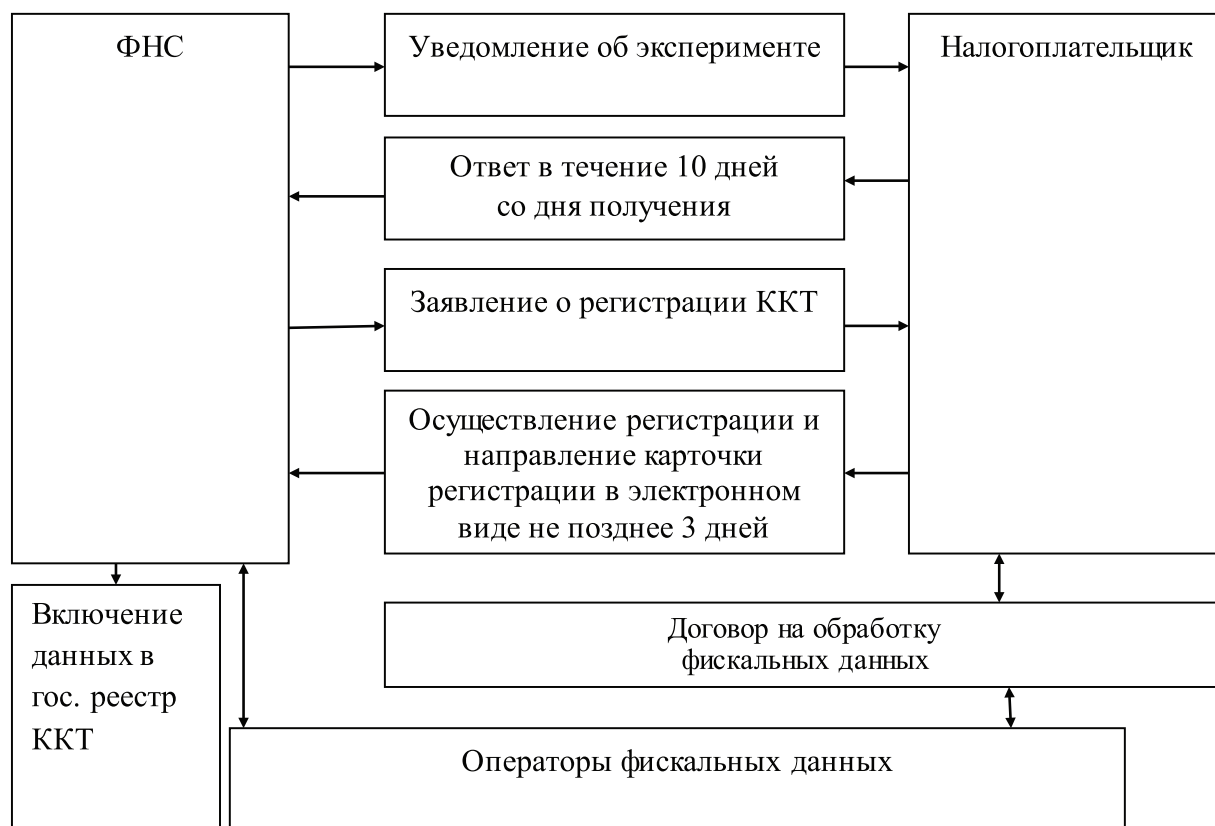 ФНС
Уведомление об эксперименте
Налогоплательщик
Ответ в течение 10 дней
со дня получения
Заявление о регистрации ККТ
Осуществление регистрации и
направление карточки
регистрации в электронном
виде не позднее 3 дней
Включение
данных в
гос. реестр
ККТ
Договор на обработку
фискальных данных
Операторы фискальных данных